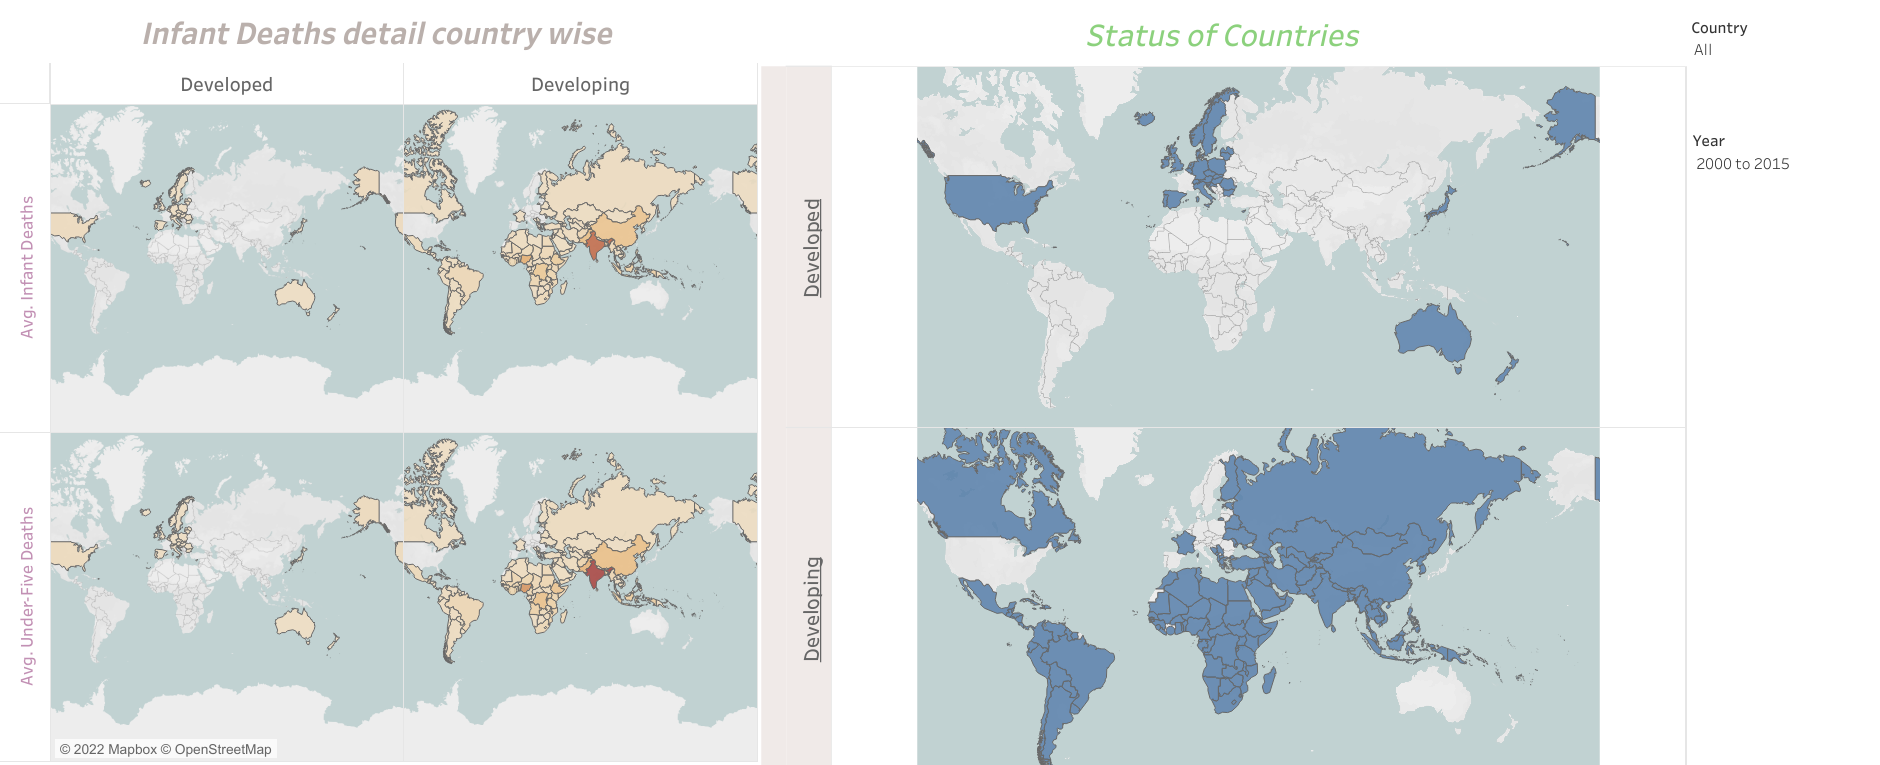 Infant Deaths detail country wise
Developed
Developing
Avg. Infant Deaths
Avg. Under-Five Deaths
© 2022 Mapbox © OpenStreetMap
Status of Countries
Developed
Developing
Country
All
Year
2000 to 2015